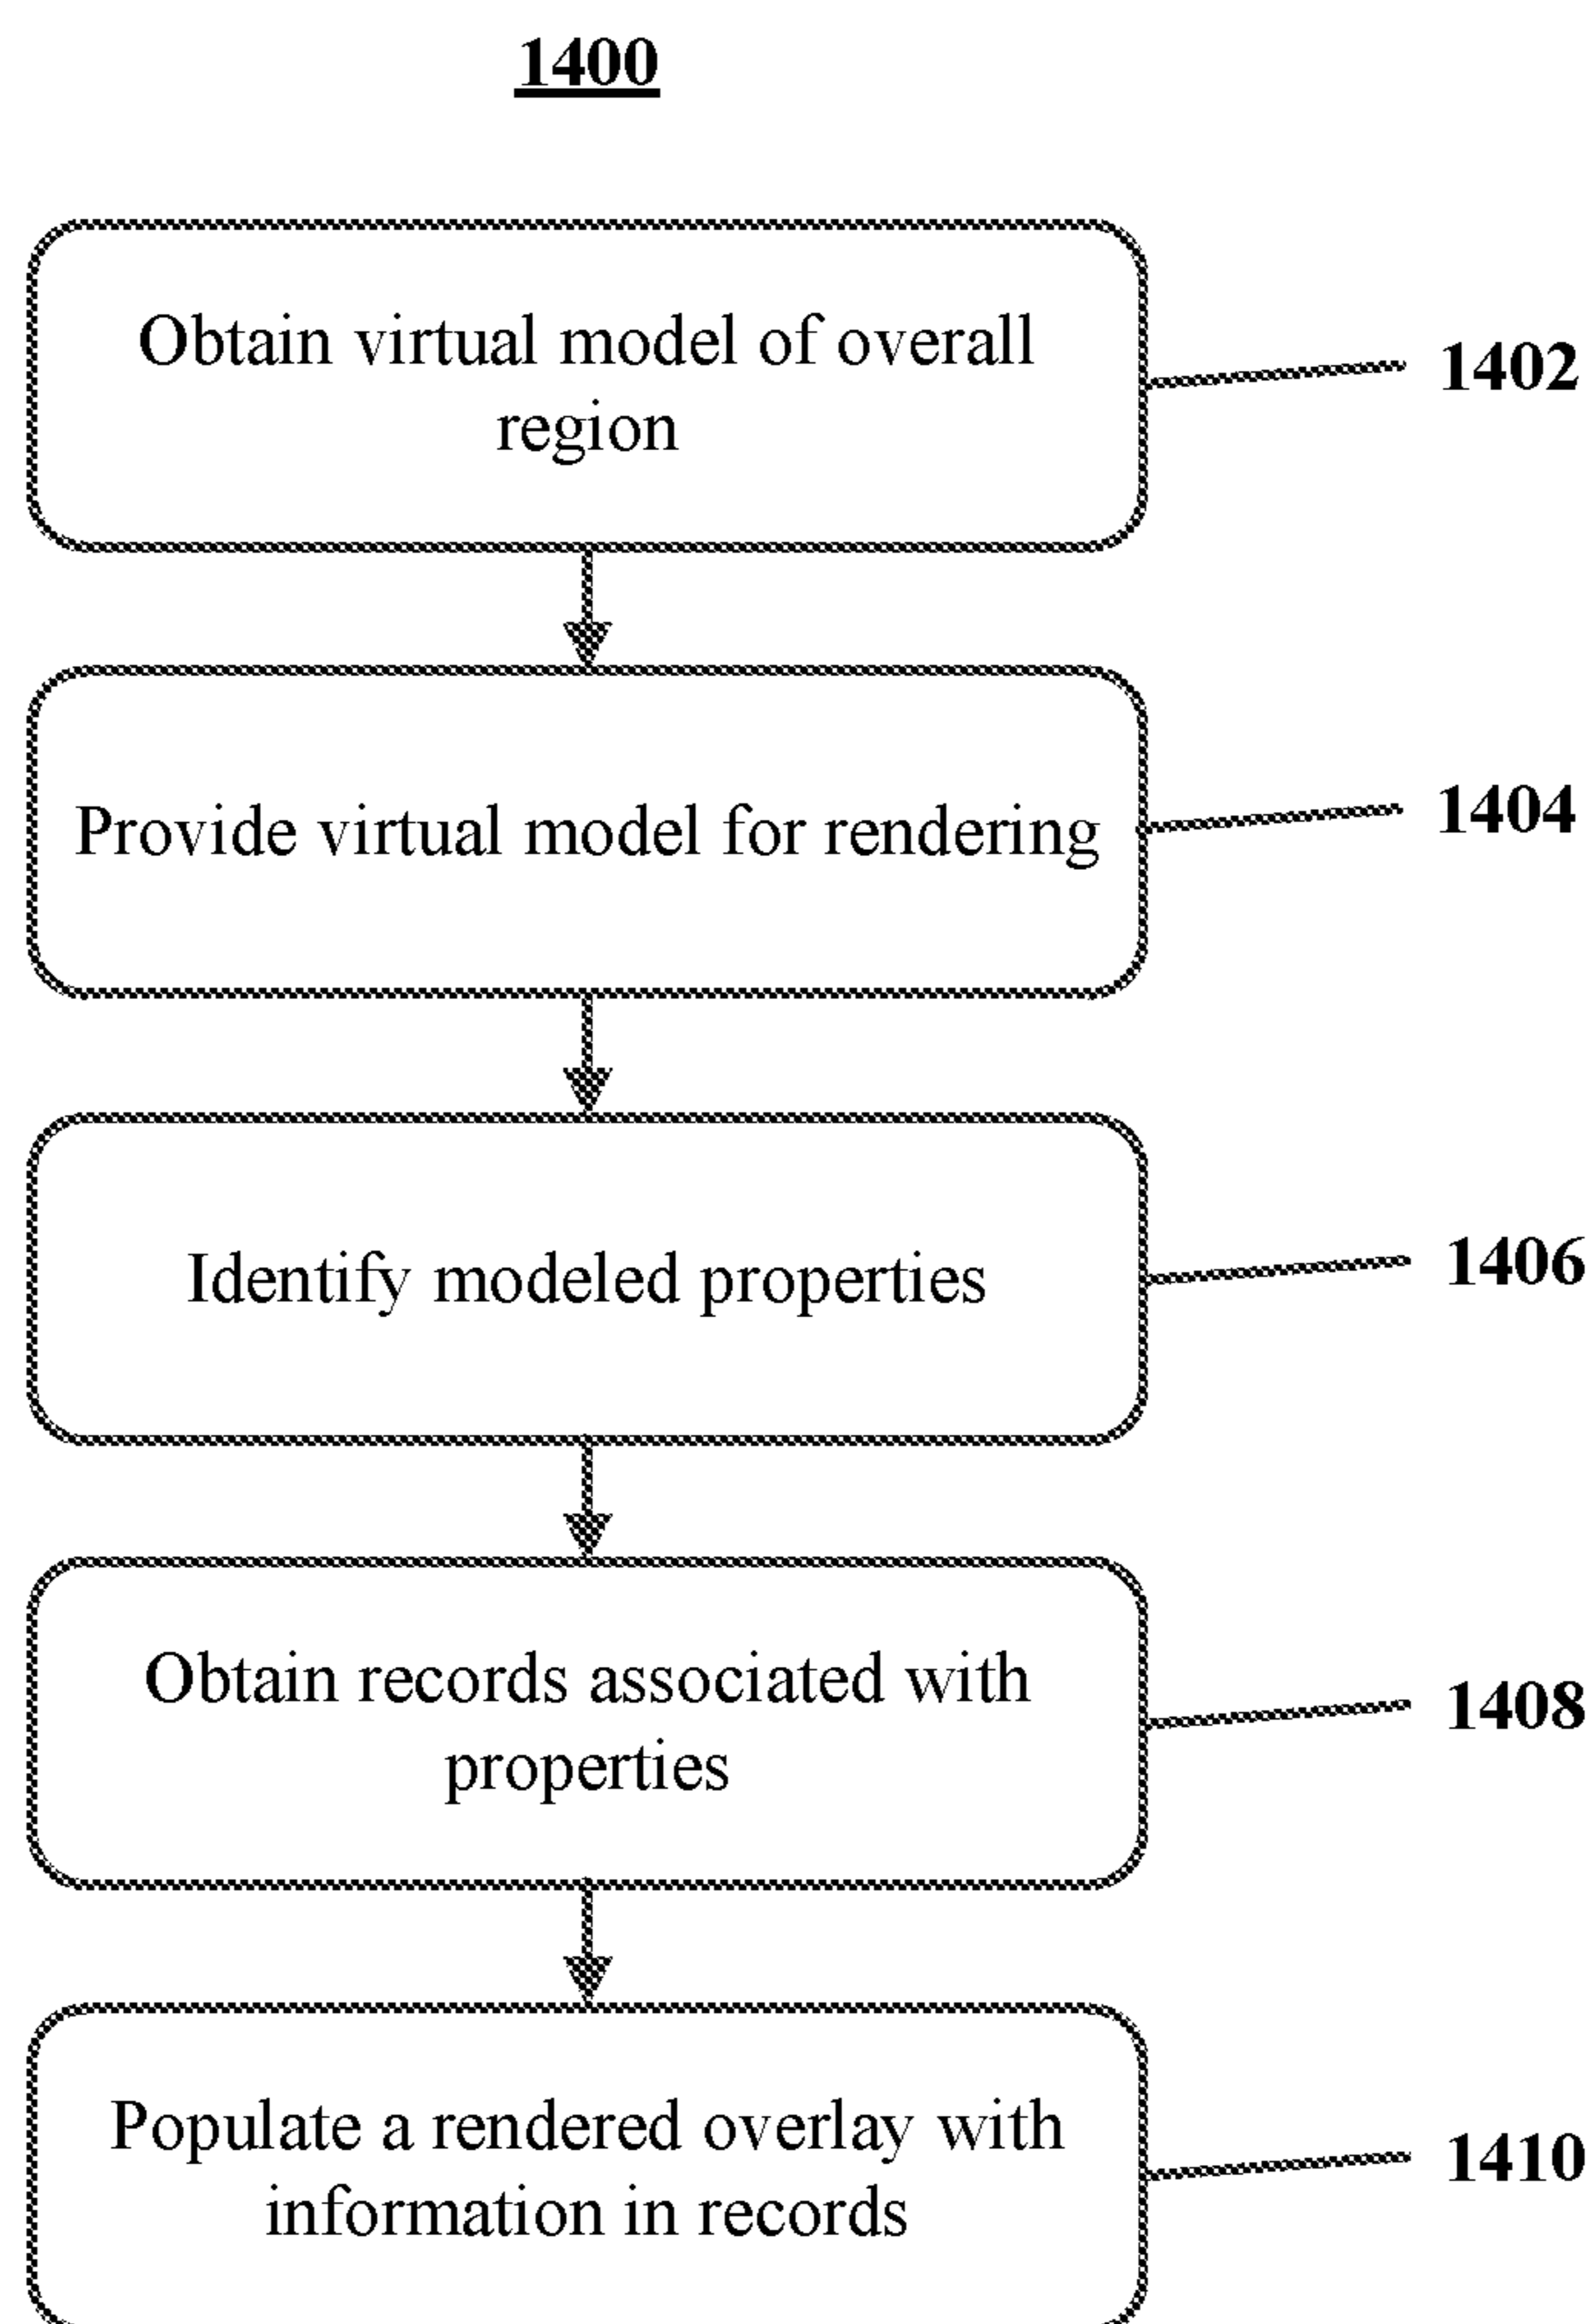 1400
Obtain virtual model of overall
region
1402
Provide virtual model for rendering
1404
Identify modeled properties
1406
Obtain records associated with
properties
1408
Populate a rendered overlay with
information in records
1410